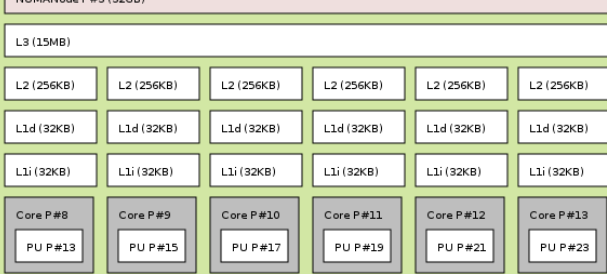 L3 (15MB)
L2 (256KB) L2 (256KB) L2 (256KB) L2 (256KB) L2 (256KB) L2 (256KB)
L1d (32KB) L1d (32KB) L1d (32KB) L1d (32KB) L1d (32KB) L1d (32KB)
L1i (32KB) L1i (32KB) L1i (32KB) L1i (32KB) L1i (32KB) L1i (32KB)
Core P#8 Core P#9 Core P#10 Core P#11 Core P#12 Core P#13
PU P#13 PU P#15 PU P#17 PU P#19 PU P#21 PU P#23